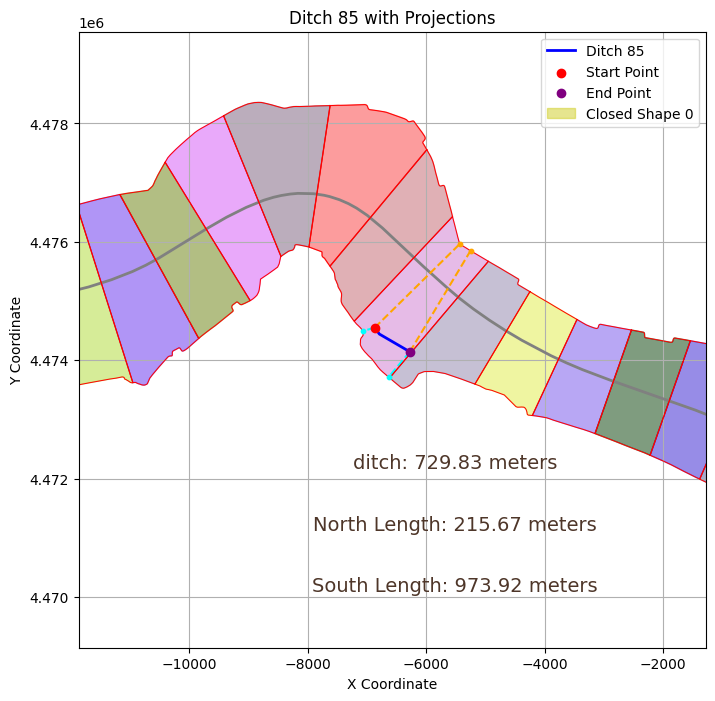 Ditch 85 with Projections
1e6
Ditch 85
Start Point
End Point
Closed Shape 0
4.478
4.476
4.474
4.472
4.470
Y Coordinate
ditch: 729.83 meters
North Length: 215.67 meters
South Length: 973.92 meters
−10000 −8000 −6000 −4000 −2000
X Coordinate